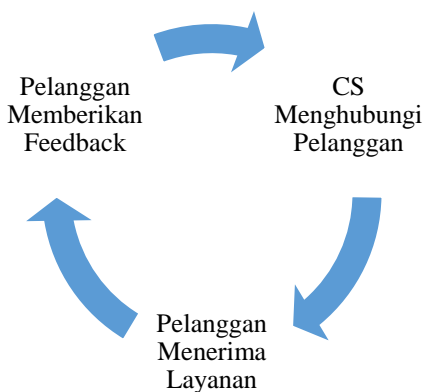 Pelanggan
Memberikan
Feedback
CS
Menghubungi
Pelanggan
Pelanggan
Menerima
Layanan